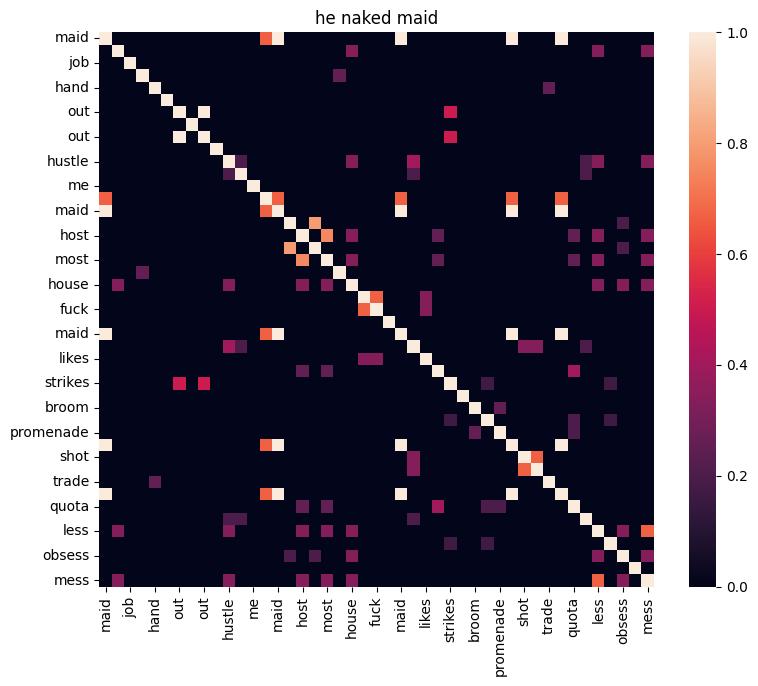 he naked maid
maid
job
hand
out
out
hustle
me
maid
host
most
house
fuck
maid
likes
strikes
broom
promenade
shot
trade
quota
less
obsess
mess
maid
job
hand
out
out
hustle
me
maid
host
most
house
fuck
maid
likes
strikes
broom
promenade
shot
trade
quota
less
obsess
mess
1.0
0.8
0.6
0.4
0.2
0.0